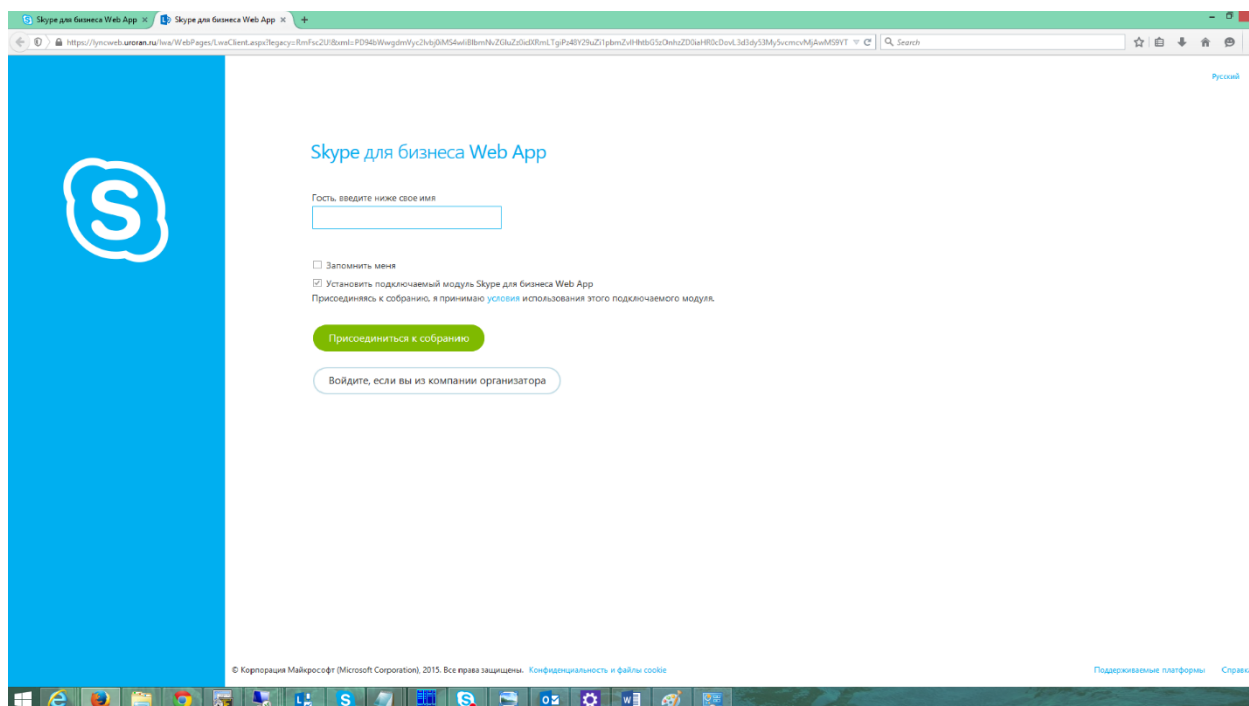 Skype для бизнеса Web App
Skype для бизнеса Web App
Search
Русский
Skype для бизнеса Web App
Гость, введите ниже свое имя
Запомнить меня
Установить подключаемый модуль Skype для бизнеса Web App
Присоединяясь к собранию, я принимаю условия использования этого подключаемого модуля.
Присоединиться к собранию
Войдите, если вы из компании организатора
© Корпорация Майкрософт (Microsoft Corporation), 2015. Все права защищены. Конфиденциальность и файлы cookie
Поддерживаемые платформы